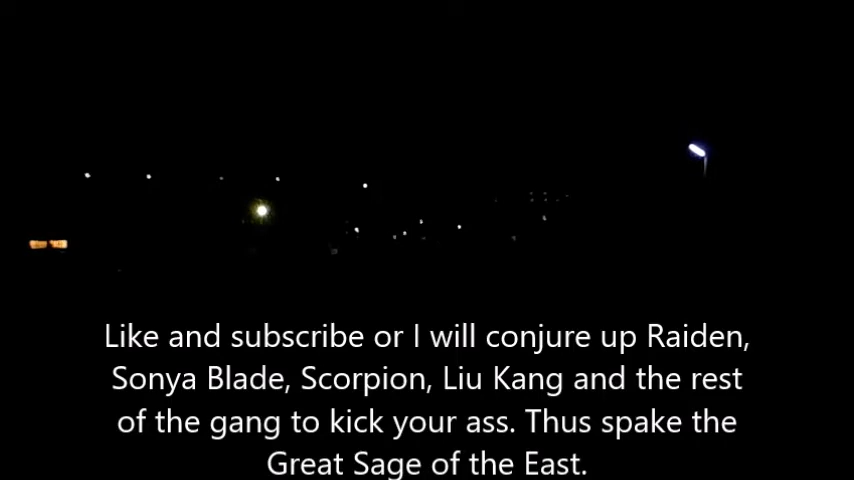 Like and subscribe or I will conjure up Raiden,
Sonya Blade, Scorpion, Liu Kang and the rest
of the gang to kick your ass. Thus spake the
Great Sage of the East.